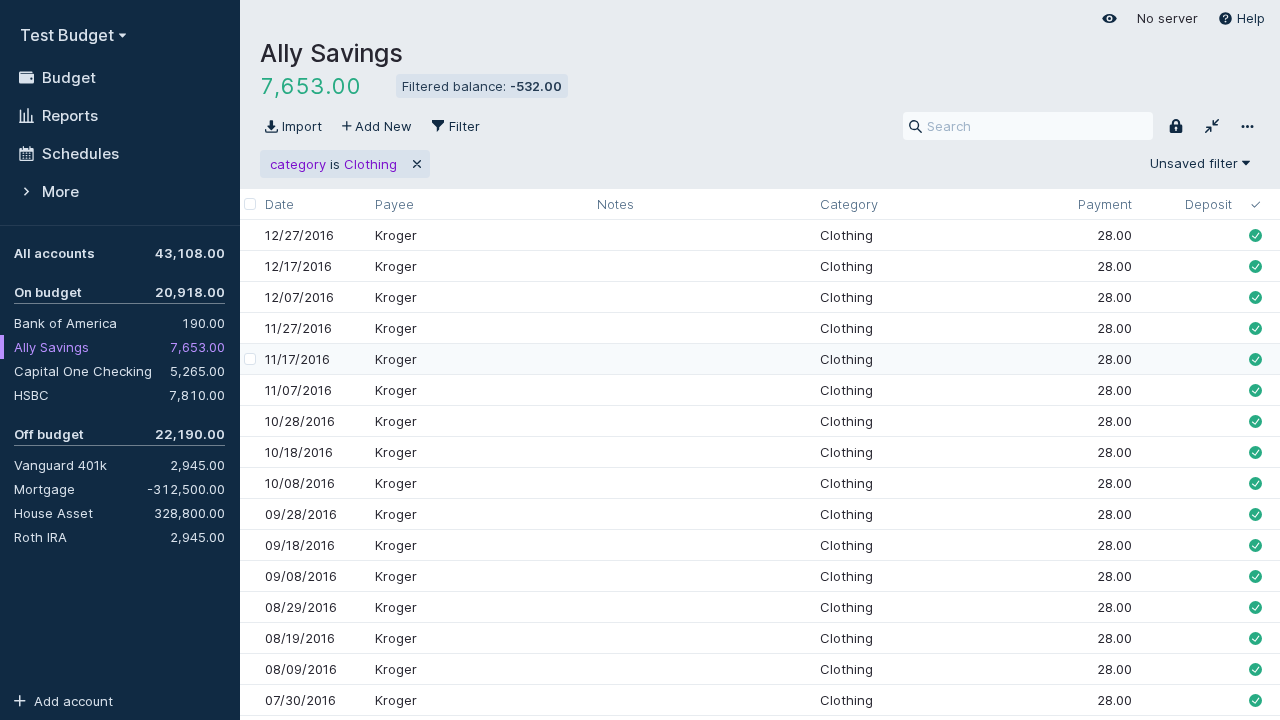 Test Budget
Budget
Reports
Schedules
More
All accounts 43,108.00
On budget 20,918.00
Bank of America 190.00
Ally Savings 7,653.00
Capital One Checking 5,265.00
HSBC 7,810.00
Off budget 22,190.00
Vanguard 401k 2,945.00
Mortgage -312,500.00
House Asset 328,800.00
Roth IRA 2,945.00
Add account
No server Help
Ally Savings
7,653.00 Filtered balance: -532.00
Import Add New Filter Search
category is Clothing Unsaved filter
Date Payee Notes Category Payment Deposit
12/27/2016 Kroger Clothing 28.00
12/17/2016 Kroger Clothing 28.00
12/07/2016 Kroger Clothing 28.00
11/27/2016 Kroger Clothing 28.00
11/17/2016 Kroger Clothing 28.00
11/07/2016 Kroger Clothing 28.00
10/28/2016 Kroger Clothing 28.00
10/18/2016 Kroger Clothing 28.00
10/08/2016 Kroger Clothing 28.00
09/28/2016 Kroger Clothing 28.00
09/18/2016 Kroger Clothing 28.00
09/08/2016 Kroger Clothing 28.00
08/29/2016 Kroger Clothing 28.00
08/19/2016 Kroger Clothing 28.00
08/09/2016 Kroger Clothing 28.00
07/30/2016 Kroger Clothing 28.00